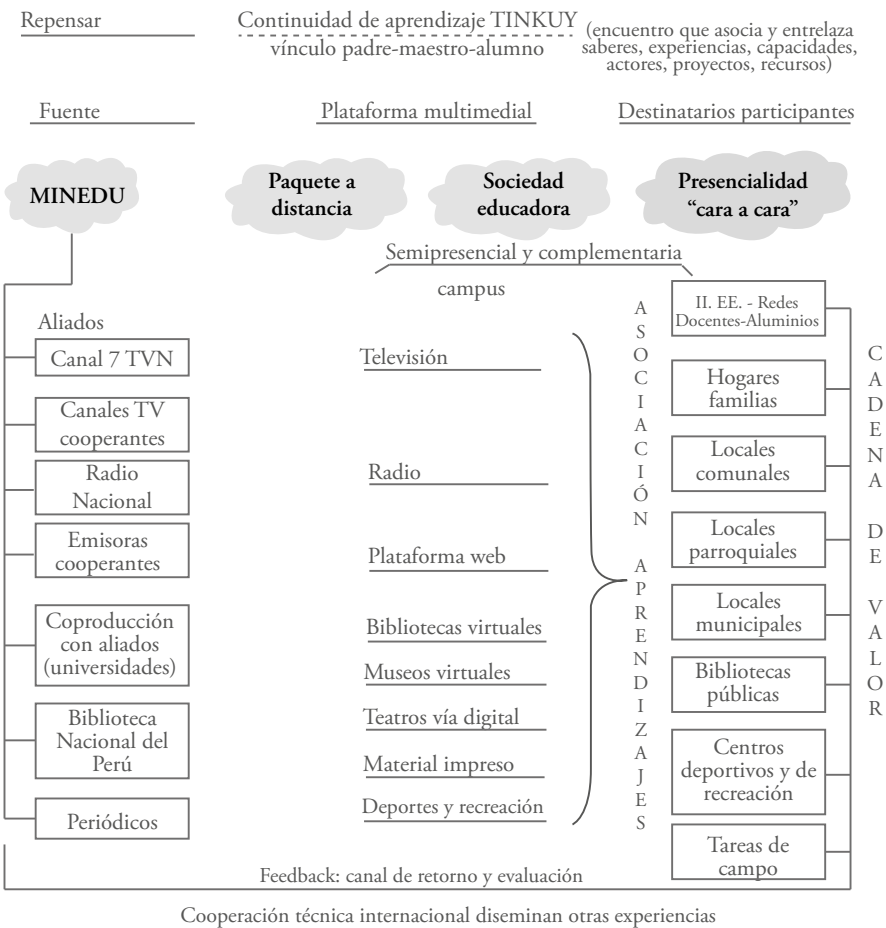 Repensar
Continuidad de aprendizaje TINKUY
vínculo padre-maestro-alumno
(encuentro que asocia y entrelaza
saberes, experiencias, capacidades,
actores, proyectos, recursos)
Fuente
Plataforma multimedial
Destinatarios participantes
MINEDU
Paquete a
distancia
Sociedad
educadora
Presencialidad
“cara a cara”
Semipresencial y complementaria
campus
Aliados
Canal 7 TVN
Canales TV
cooperantes
Radio
Nacional
Emisoras
cooperantes
Coproducción
con aliados
(universidades)
Biblioteca
Nacional del
Perú
Periódicos
Televisión
Radio
Plataforma web
Bibliotecas virtuales
Museos virtuales
Teatros vía digital
Material impreso
Deportes y recreación
ASOCIACIÓN APRENDIZAJES
II. EE. - Redes
Docentes-Aluminios
Hogares
familias
Locales
comunales
Locales
parroquiales
Locales
municipales
Bibliotecas
públicas
Centros
deportivos y de
recreación
Tareas de
campo
CADENA DE VALOR
Feedback: canal de retorno y evaluación
Cooperación técnica internacional diseminan otras experiencias